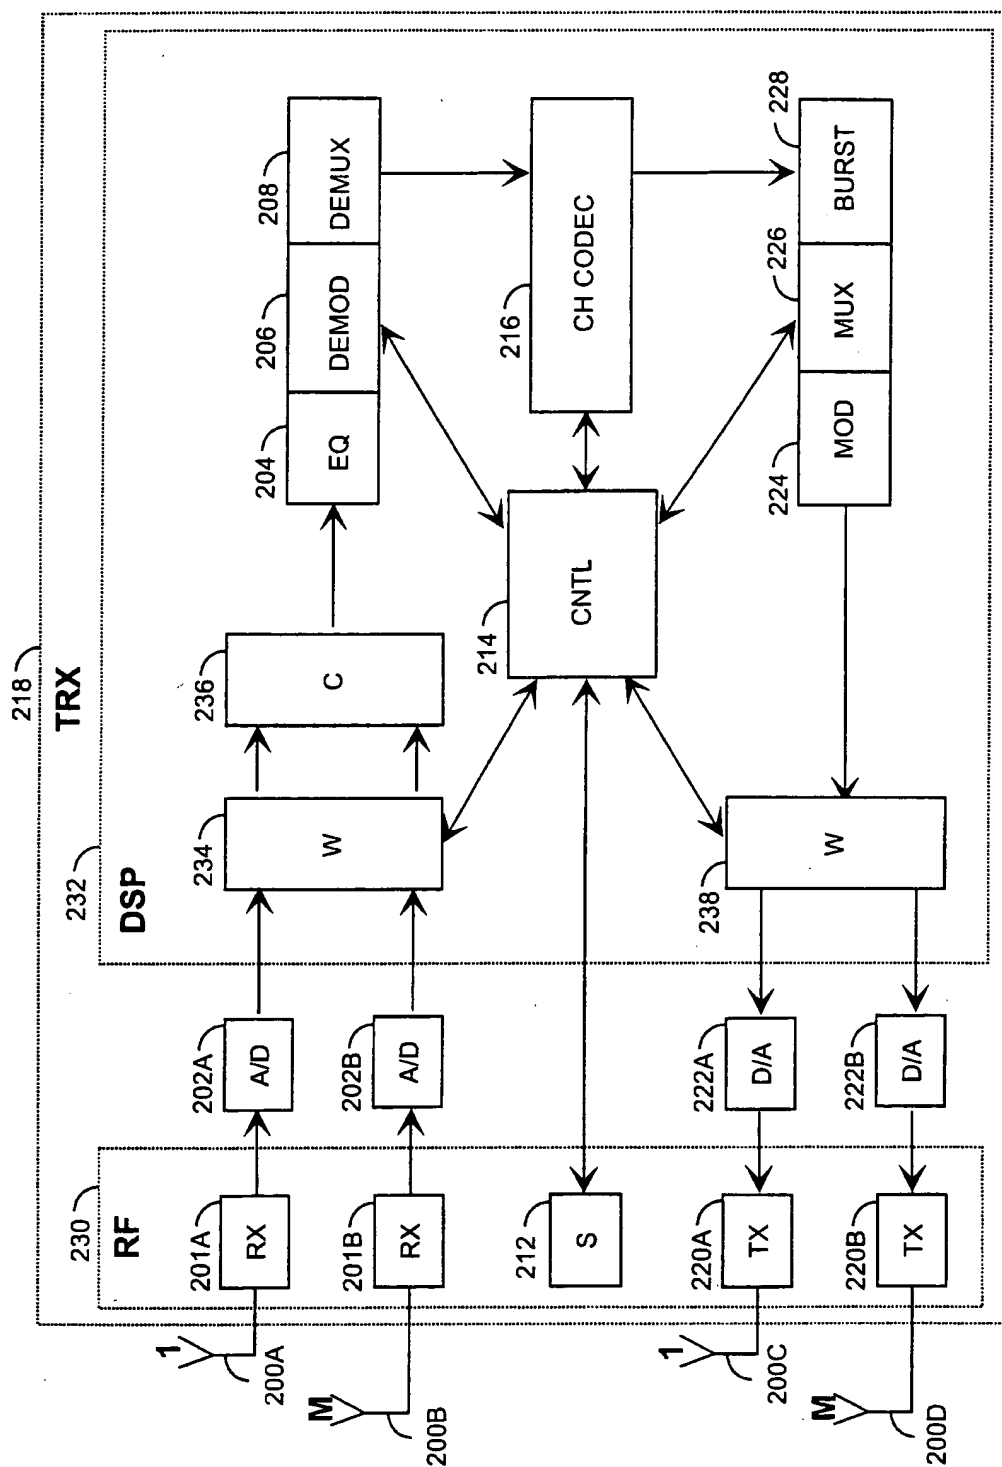 218
TRX
232
DSP
230
RF
1
200A
201A
RX
202A
A/D
234
W
236
C
204
EQ
206
DEMOD
208
DEMUX
M
200B
201B
RX
202B
A/D
212
S
214
CNTL
216
CH CODEC
1
200C
220A
TX
222A
D/A
238
W
224
MOD
226
MUX
228
BURST
M
200D
220B
TX
222B
D/A